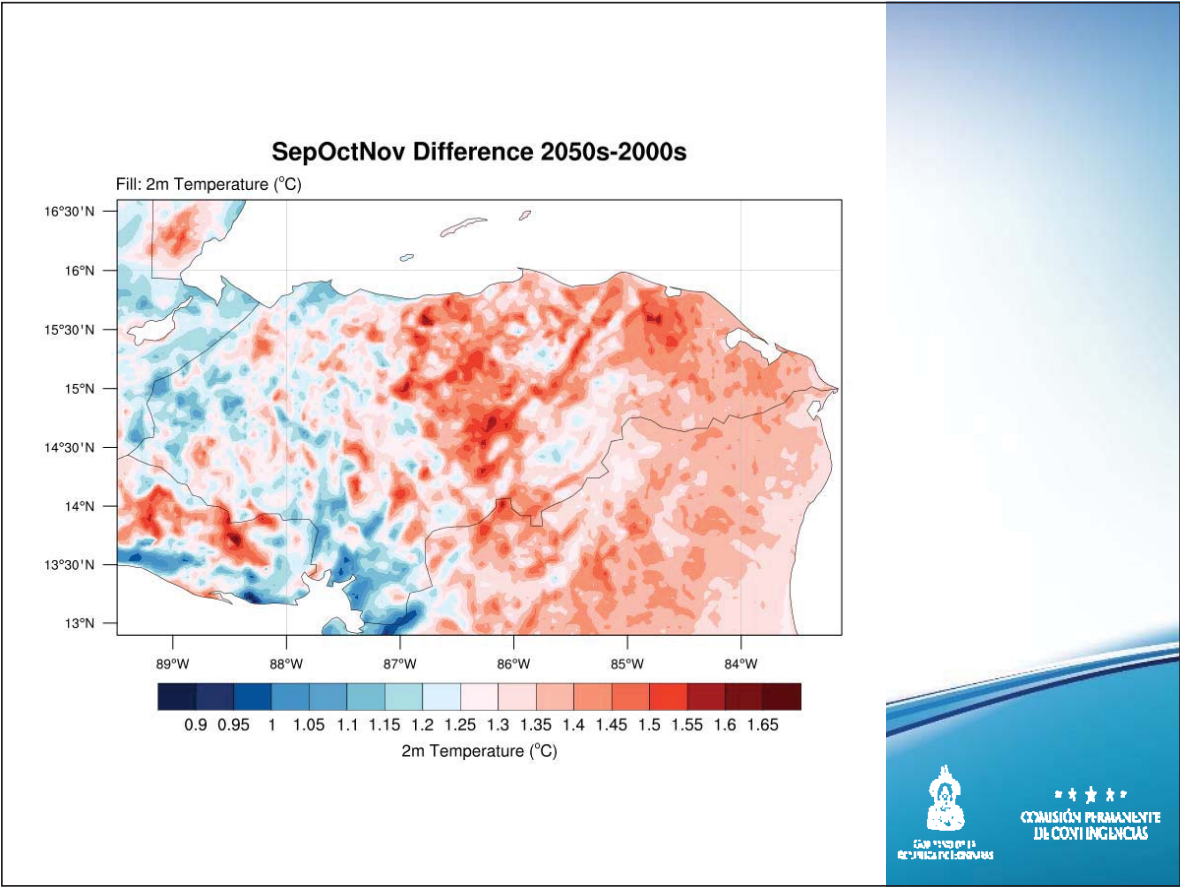 SepOctNov Difference 2050s-2000s
Fill: 2m Temperature (°C)
16°30'N
16°N
15°30'N
15°N
14°30'N
14°N
13°30'N
13°N
89°W 88°W 87°W 86°W 85°W 84°W
0.9 0.95 1 1.05 1.1 1.15 1.2 1.25 1.3 1.35 1.4 1.45 1.5 1.55 1.6 1.65
2m Temperature (°C)
COMISIÓN PERMANENTE
DE CONTINGENCIAS